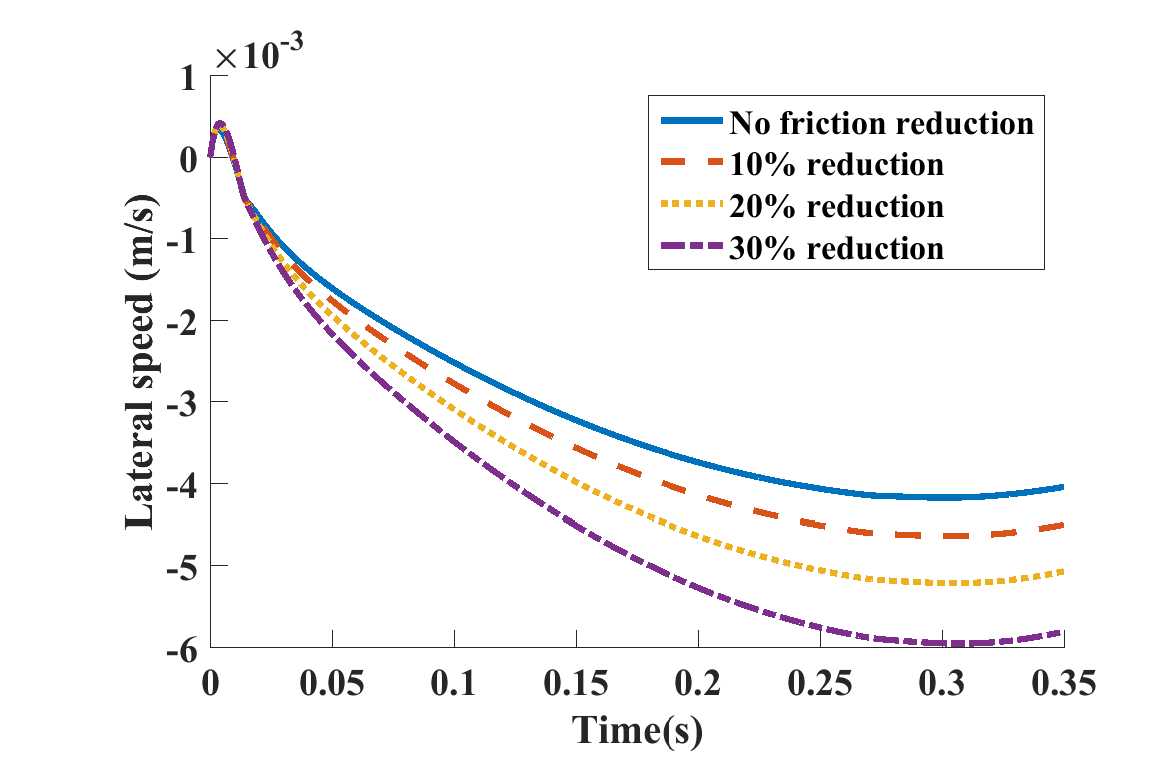 ×10-3
1
0
-1
-2
-3
-4
-5
-6
Lateral speed (m/s)
No friction reduction
10% reduction
20% reduction
30% reduction
0 0.05 0.1 0.15 0.2 0.25 0.3 0.35
Time(s)